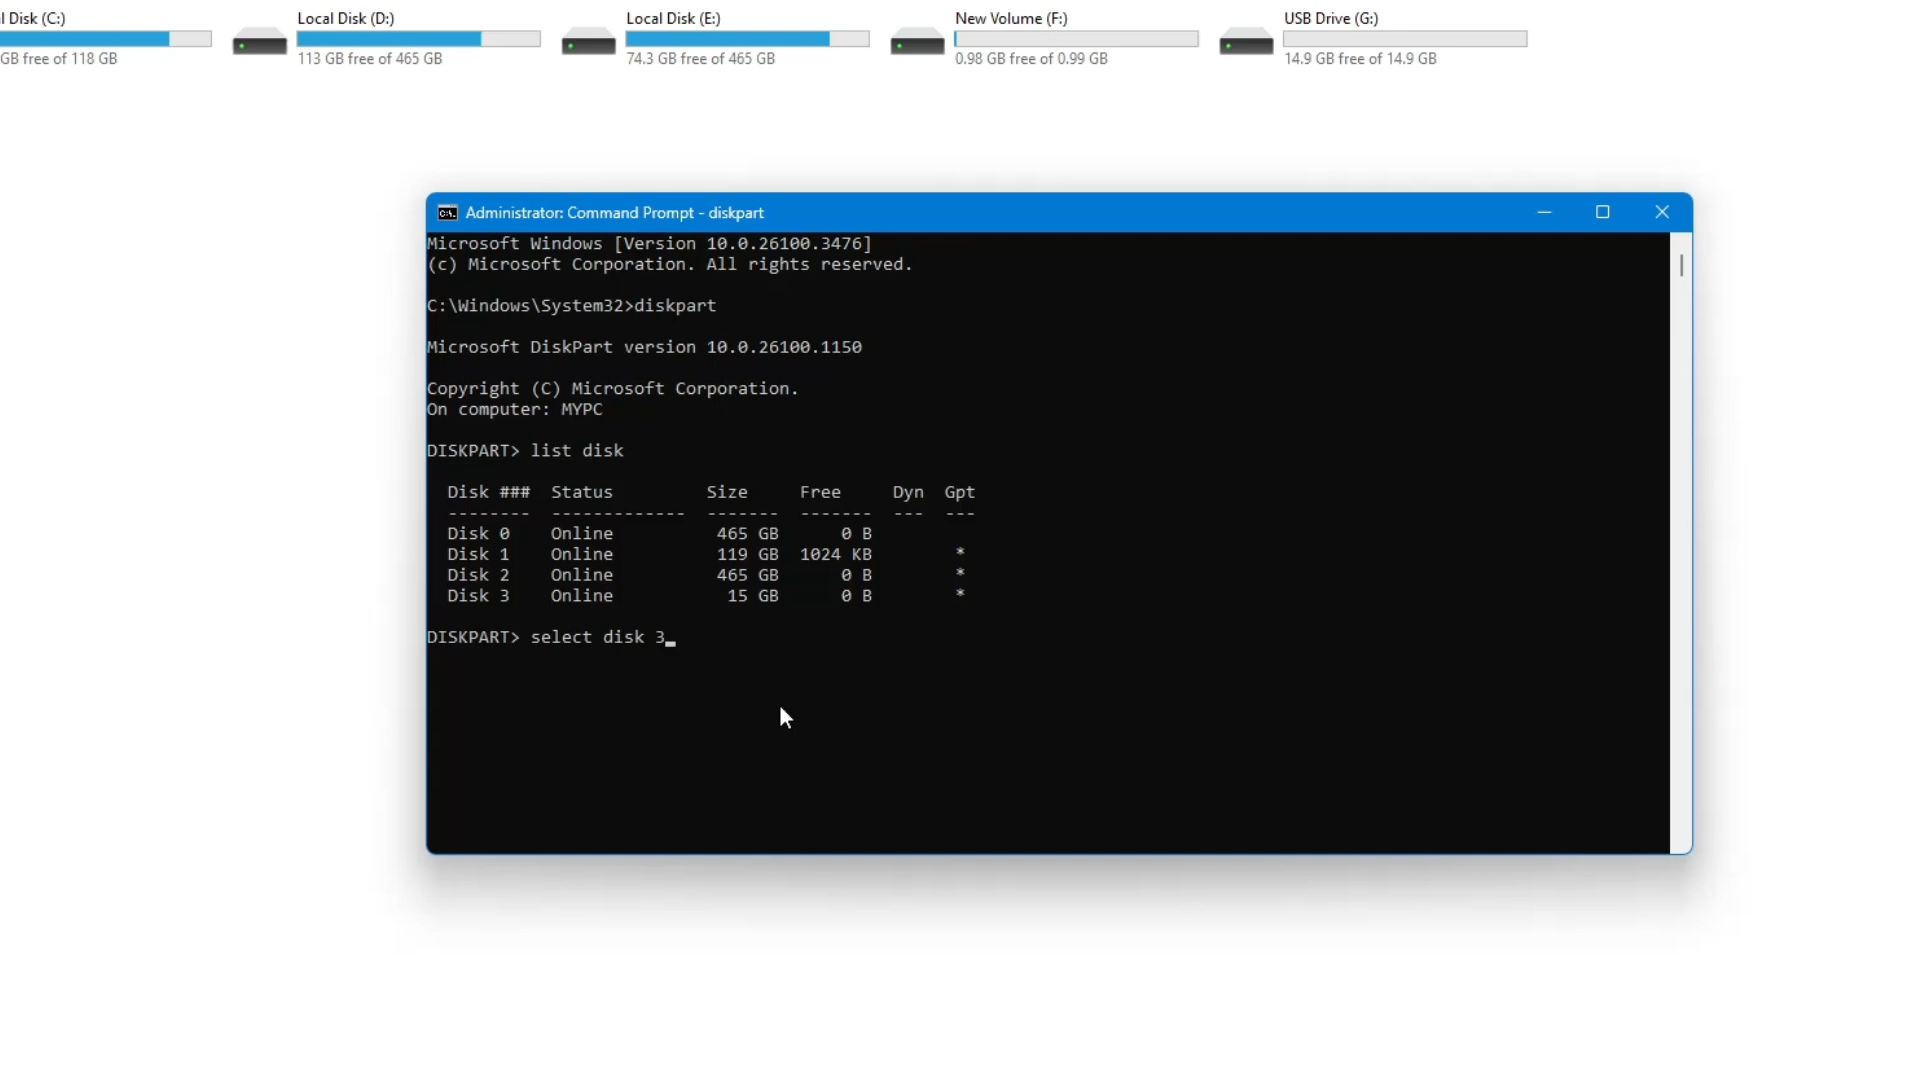 l Disk (C:)
Local Disk (D:)
Local Disk (E:)
New Volume (F:)
USB Drive (G:)
GB free of 118 GB
113 GB free of 465 GB
74.3 GB free of 465 GB
0.98 GB free of 0.99 GB
14.9 GB free of 14.9 GB
Administrator: Command Prompt - diskpart
Microsoft Windows [Version 10.0.26100.3476]
(c) Microsoft Corporation. All rights reserved.
C:\Windows\System32>diskpart
Microsoft DiskPart version 10.0.26100.1150
Copyright (C) Microsoft Corporation.
On computer: MYPC
DISKPART> list disk
Disk ### Status Size Free Dyn Gpt
-------- ------------- ------- ------- --- ---
Disk 0 Online 465 GB 0 B
Disk 1 Online 119 GB 1024 KB *
Disk 2 Online 465 GB 0 B *
Disk 3 Online 15 GB 0 B *
DISKPART> select disk 3_